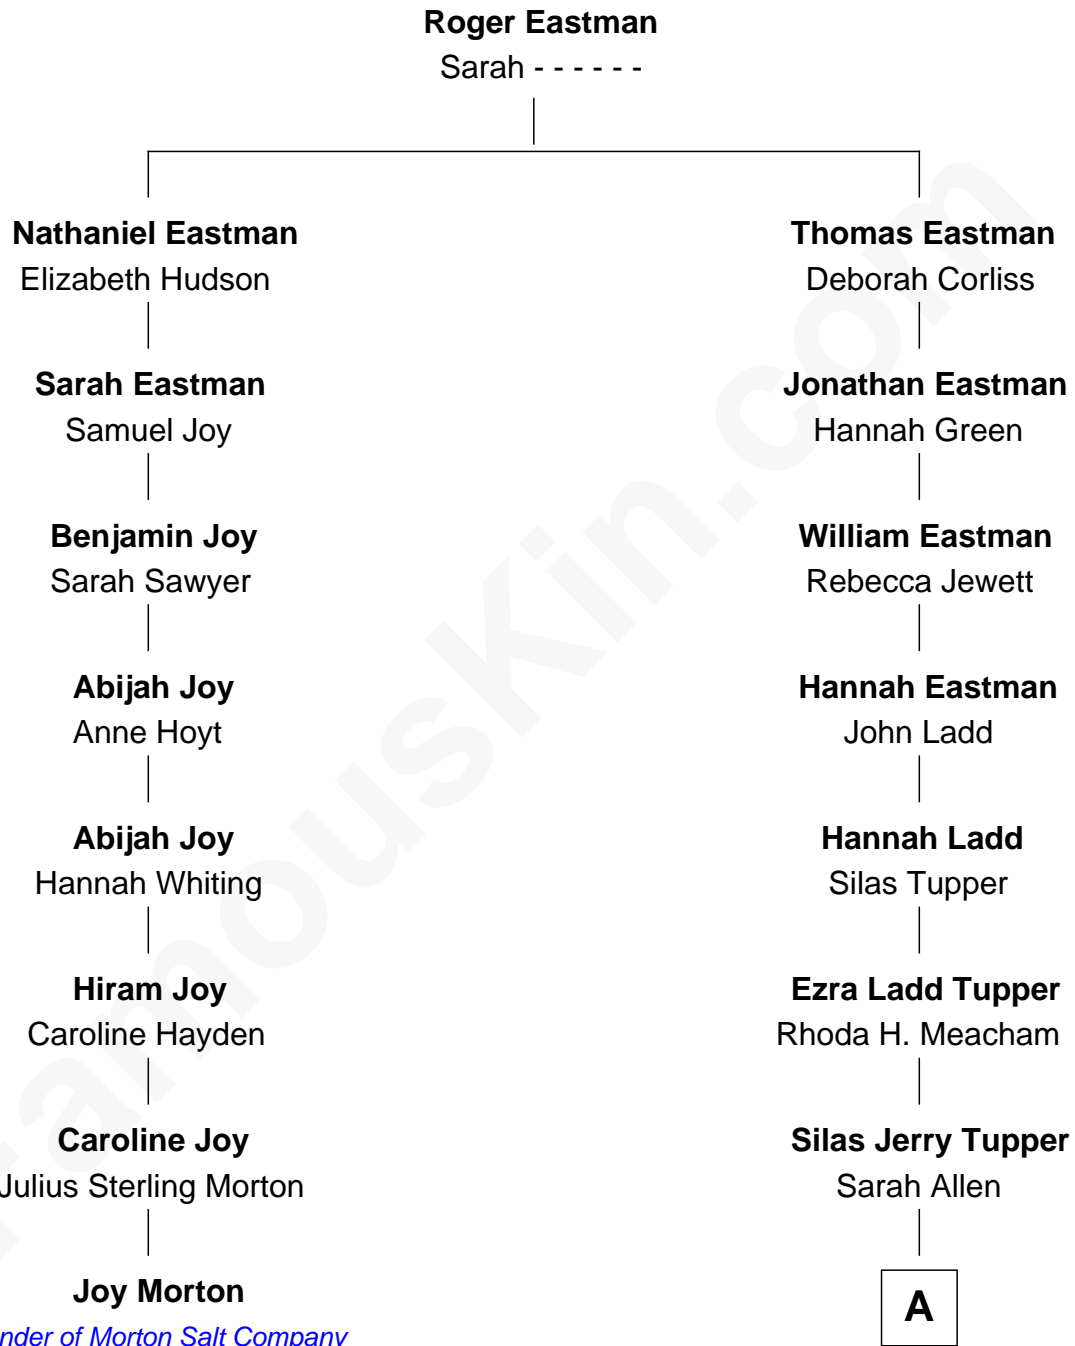 Roger Eastman
Sarah - - - - - -
Nathaniel Eastman
Elizabeth Hudson
Thomas Eastman
Deborah Corliss
Sarah Eastman
Samuel Joy
Jonathan Eastman
Hannah Green
Benjamin Joy
Sarah Sawyer
William Eastman
Rebecca Jewett
Abijah Joy
Anne Hoyt
Hannah Eastman
John Ladd
Abijah Joy
Hannah Whiting
Hannah Ladd
Silas Tupper
Hiram Joy
Caroline Hayden
Ezra Ladd Tupper
Rhoda H. Meacham
Caroline Joy
Julius Sterling Morton
Silas Jerry Tupper
Sarah Allen
Joy Morton
nder of Morton Salt Company
A
FamousKin.com